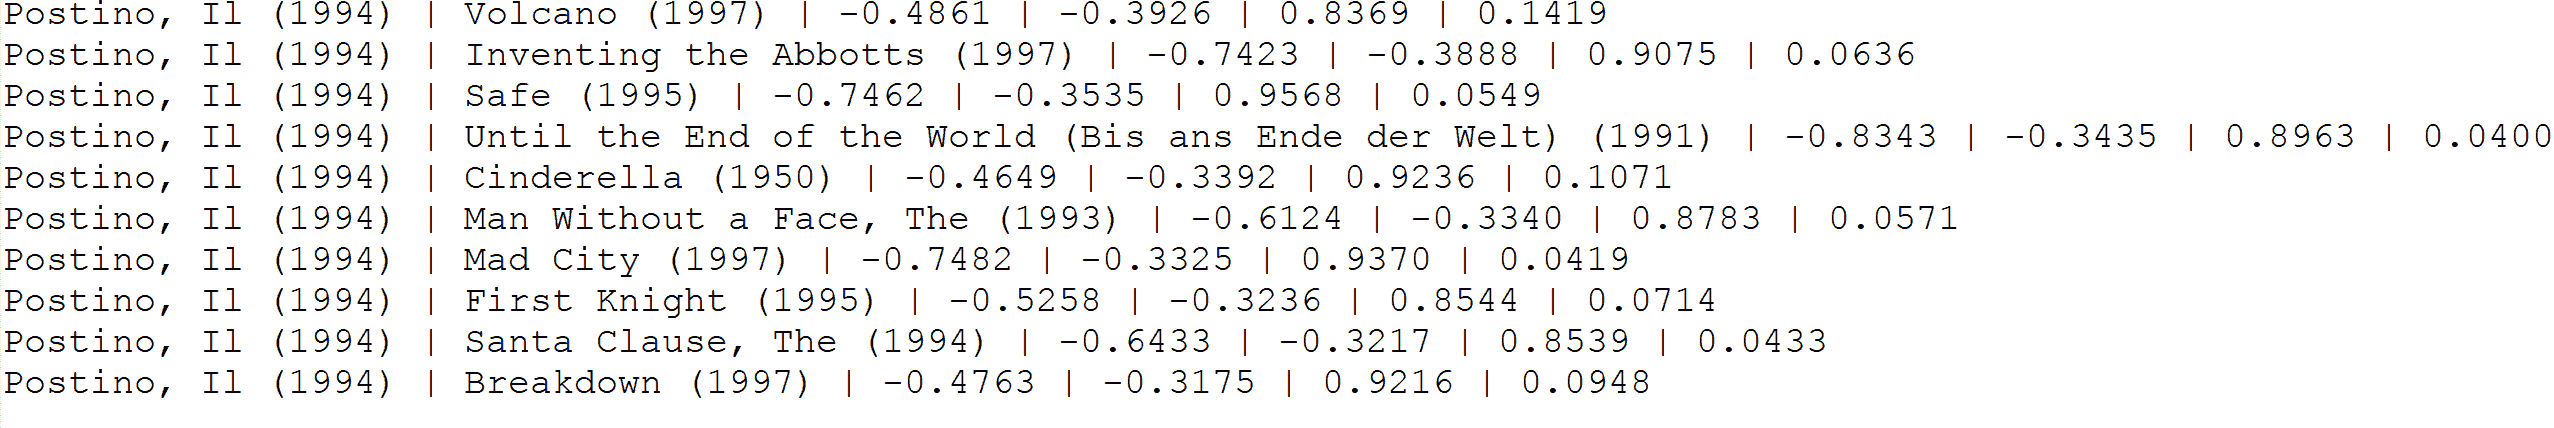 Postino, Il (1994) | Volcano (1997) | -0.4861 | -0.3926 | 0.8369 | 0.1419
Postino, Il (1994) | Inventing the Abbotts (1997) | -0.7423 | -0.3888 | 0.9075 | 0.0636
Postino, Il (1994) | Safe (1995) | -0.7462 | -0.3535 | 0.9568 | 0.0549
Postino, Il (1994) | Until the End of the World (Bis ans Ende der Welt) (1991) | -0.8343 | -0.3435 | 0.8963 | 0.0400
Postino, Il (1994) | Cinderella (1950) | -0.4649 | -0.3392 | 0.9236 | 0.1071
Postino, Il (1994) | Man Without a Face, The (1993) | -0.6124 | -0.3340 | 0.8783 | 0.0571
Postino, Il (1994) | Mad City (1997) | -0.7482 | -0.3325 | 0.9370 | 0.0419
Postino, Il (1994) | First Knight (1995) | -0.5258 | -0.3236 | 0.8544 | 0.0714
Postino, Il (1994) | Santa Clause, The (1994) | -0.6433 | -0.3217 | 0.8539 | 0.0433
Postino, Il (1994) | Breakdown (1997) | -0.4763 | -0.3175 | 0.9216 | 0.0948